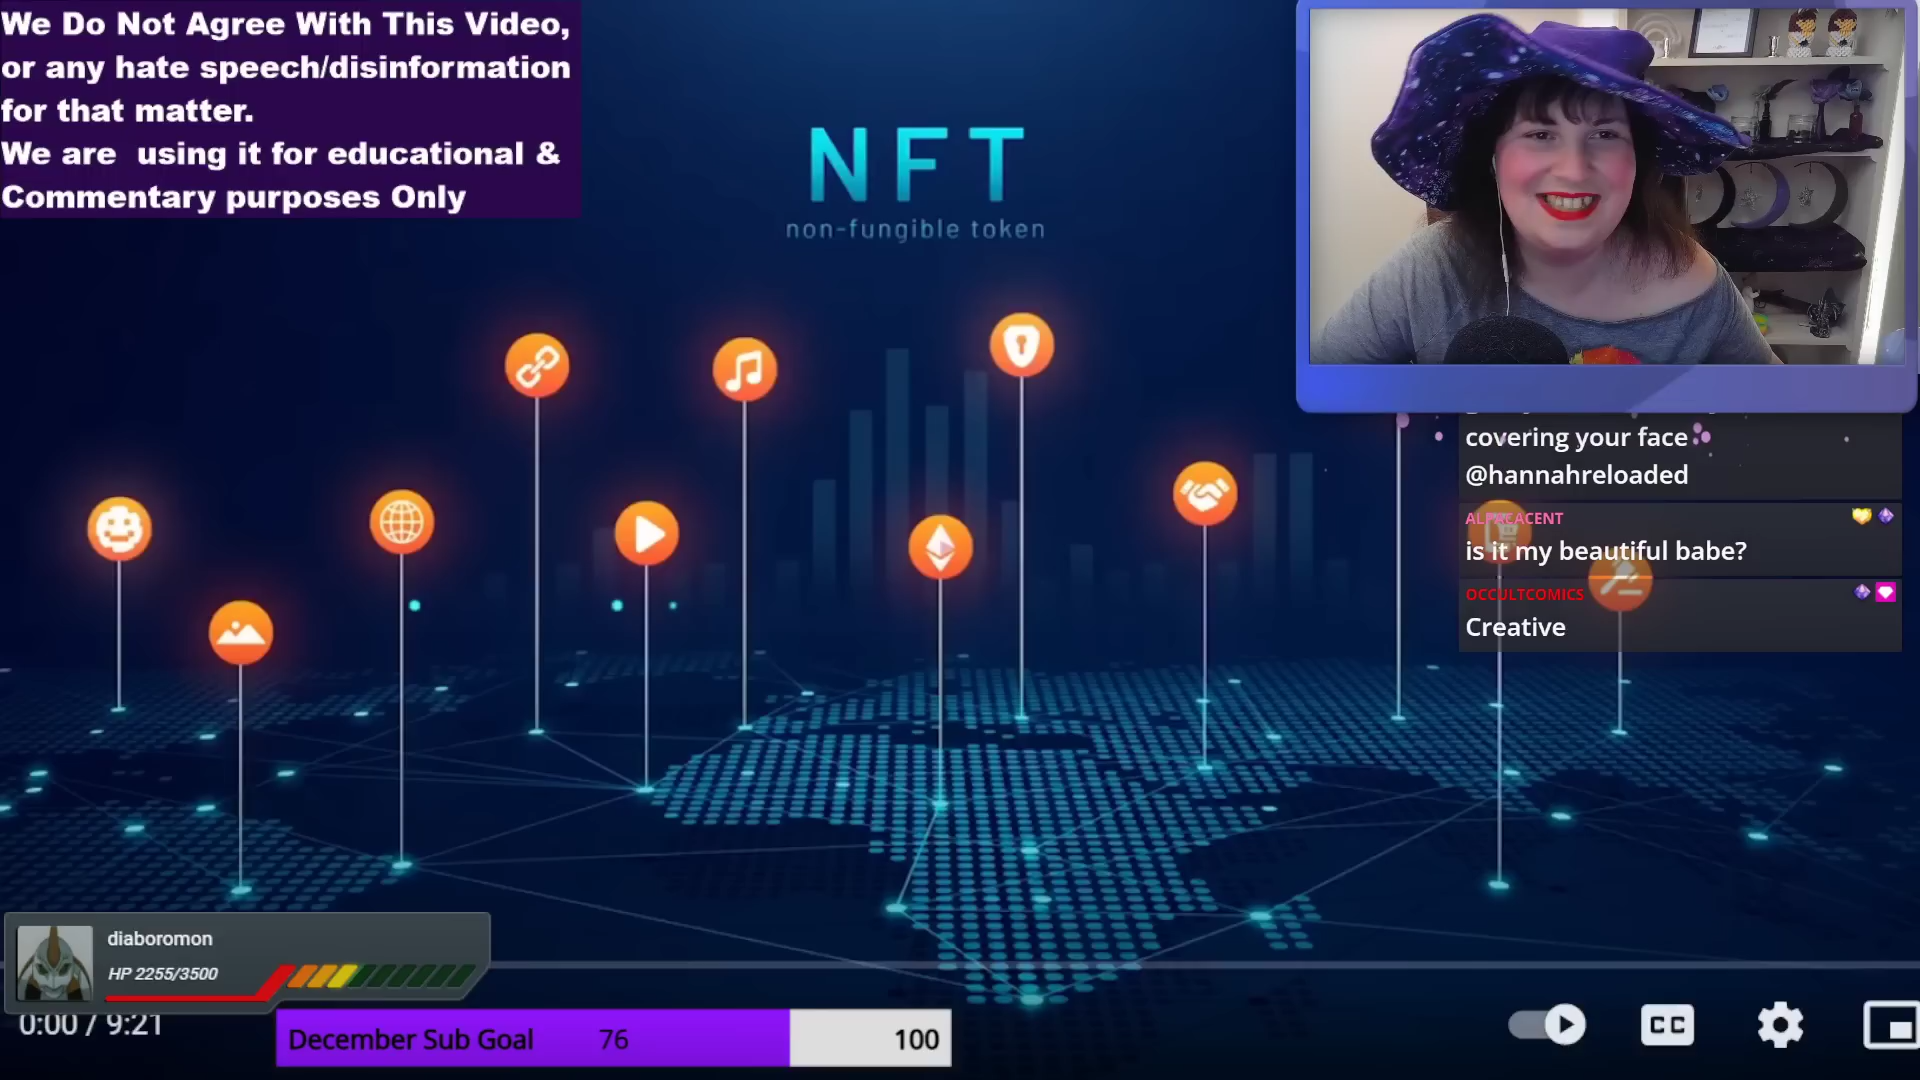 We Do Not Agree With This Video,
or any hate speech/disinformation
for that matter.
We are using it for educational &
Commentary purposes Only
NFT
non-fungible token
covering your face
@hannahreloaded
ALPACACENT
is it my beautiful babe?
OCCULTCOMICS
Creative
diaboromon
HP 2255/3500
0:00 / 9:21
December Sub Goal 76 100
CC